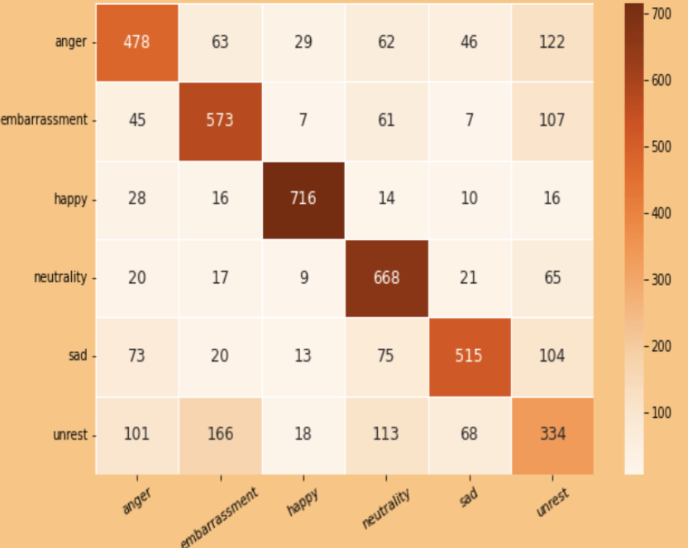 anger 478 63 29 62 46 122
embarrassment 45 573 7 61 7 107
happy 28 16 716 14 10 16
neutrality 20 17 9 668 21 65
sad 73 20 13 75 515 104
unrest 101 166 18 113 68 334
anger embarrassment happy neutrality sad unrest
700
600
500
400
300
200
100